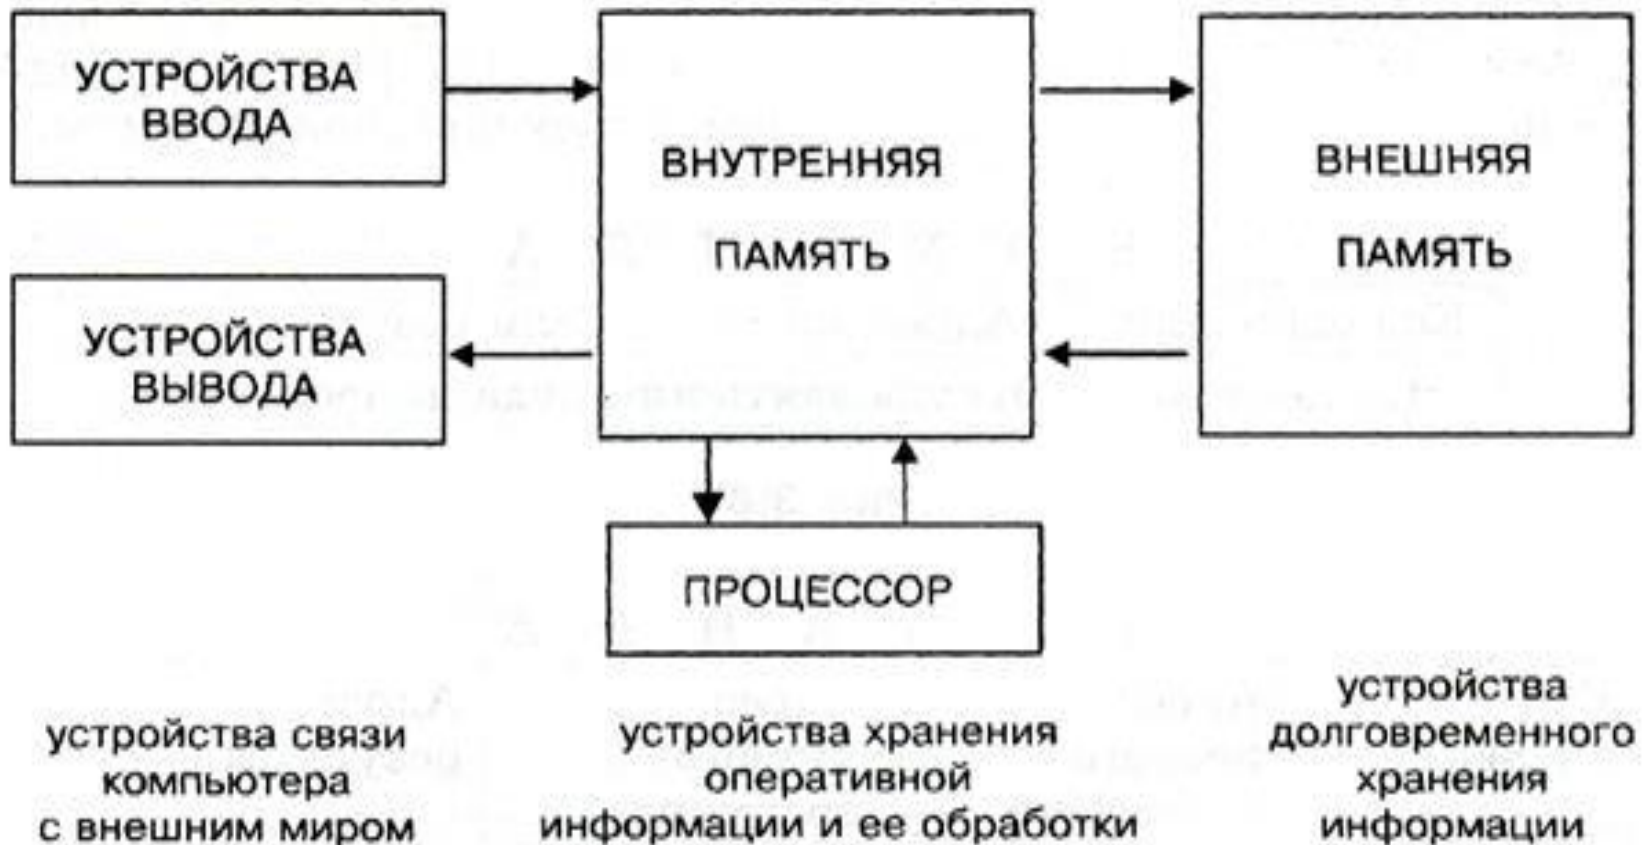 УСТРОЙСТВА
ВВОДА
УСТРОЙСТВА
ВЫВОДА
ВНУТРЕННЯЯ
ПАМЯТЬ
ВНЕШНЯЯ
ПАМЯТЬ
ПРОЦЕССОР
устройства связи
компьютера
с внешним миром
устройства хранения
оперативной
информации и ее обработки
устройства
долговременного
хранения
информации